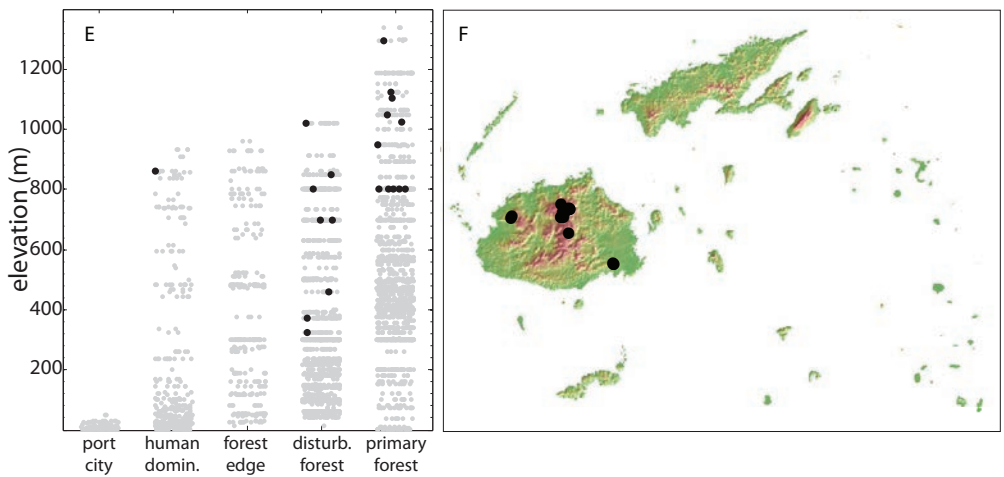 E
F
elevation (m)
1200
1000
800
600
400
200
port city
human domin.
forest edge
disturb. forest
primary forest